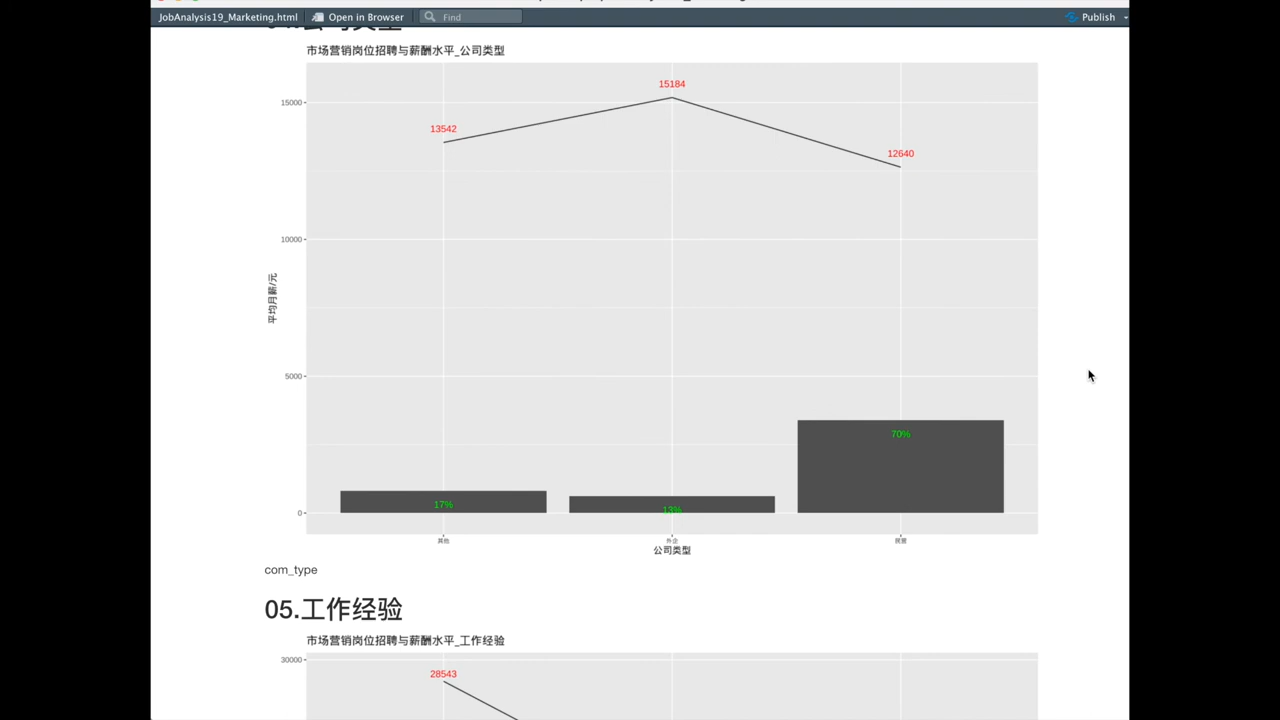 JobAnalysis19_Marketing.html
Open in Browser
Find
Publish
市场营销岗位招聘与薪酬水平_公司类型
15184
15000
13542
12640
10000
平均月薪/元
5000
70%
17%
13%
0
其他
外企
民营
公司类型
com_type
05.工作经验
市场营销岗位招聘与薪酬水平_工作经验
30000
28543